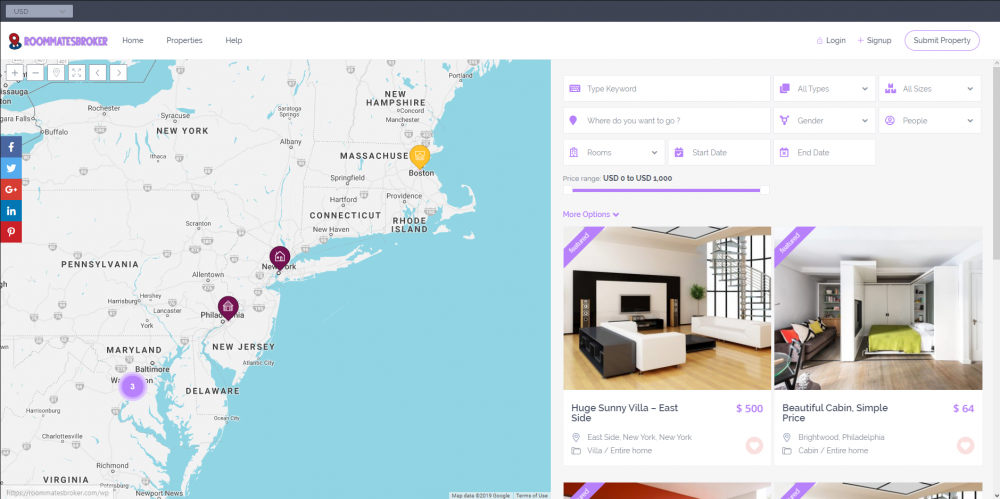 USD
ROOMMATESBROKER
Home
Properties
Help
Login
Signup
Submit Property
Portland
Rochester
Syracuse
Buffalo
NEW YORK
Ithaca
Saratoga
Springs
Albany
NEW
HAMPSHIRE
Concord
Manchester
MASSACHUSE
Boston
Springfield
Hartford
Providence
CONNECTICUT
RHODE
ISLAND
New Haven
Scranton
PENNSYLVANIA
Allentown
New York
Harrisburg
Hershey
Lancaster
York
Philadelphia
NEW JERSEY
MARYLAND
Baltimore
Atlantic City
3
DELAWARE
Ocean City
Harrisonburg
Charlottesville
Richmond
VIRGINIA
Newport News
https://roommatesbroker.com/wp
Map data ©2019 Google
Terms of Use
Type Keyword
All Types
All Sizes
Where do you want to go ?
Gender
People
Rooms
Start Date
End Date
Price range: USD 0 to USD 1,000
More Options
featured
featured
Huge Sunny Villa – East
Side
$ 500
East Side, New York, New York
Villa / Entire home
Beautiful Cabin, Simple
Price
$ 64
Brightwood, Philadelphia
Cabin / Entire home